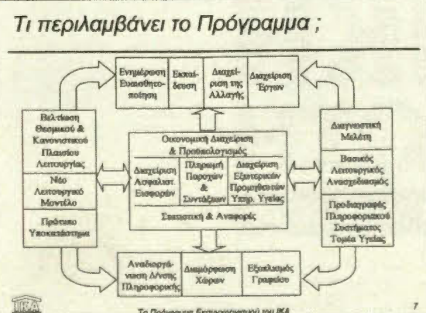 Τι περιλαμβάνει το Πρόγραμμα ;
Ενημέρωση
Ευαισθητο-
ποίηση
Εκπαί-
δευση
Διαχεί-
ριση της
Αλλαγής
Διαχείριση
Έργων
Βελτίωση
Θεσμικού &
Κανονιστικού
Πλαισίου
Λειτουργίας
Νέο
Λειτουργικό
Μοντέλο
Πρότυπο
Υποκατάστημα
Οικονομική Διαχείριση
& Προϋπολογισμός
Διαχείριση
Ασφαλιστ.
Εισφορών
Πληρωμή
Παροχών
&
Συντάξεων
Διαχείριση
Εξωτερικών
Προμηθευτών
Υπηρ. Υγείας
Στατιστική & Αναφορές
Διαγνωστική
Μελέτη
Βασικός
Λειτουργικός
Ανασχεδιασμός
Προδιαγραφές
Πληροφοριακού
Συστήματος
Τομέα Υγείας
Αναδιοργά-
νωση Δ/νσης
Πληροφορικής
Διαμόρφωση
Χώρων
Εξοπλισμός
Γραφείου
ΙΚΑ
Το Πρόγραμμα Εκσυγχρονισμού του ΙΚΑ
7